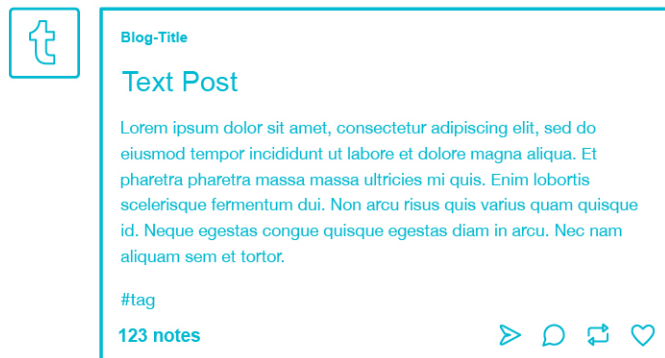 t
Blog-Title
Text Post
Lorem ipsum dolor sit amet, consectetur adipiscing elit, sed do
eiusmod tempor incididunt ut labore et dolore magna aliqua. Et
pharetra pharetra massa massa ultricies mi quis. Enim lobortis
scelerisque fermentum dui. Non arcu risus quis varius quam quisque
id. Neque egestas congue quisque egestas diam in arcu. Nec nam
aliquam sem et tortor.
#tag
123 notes